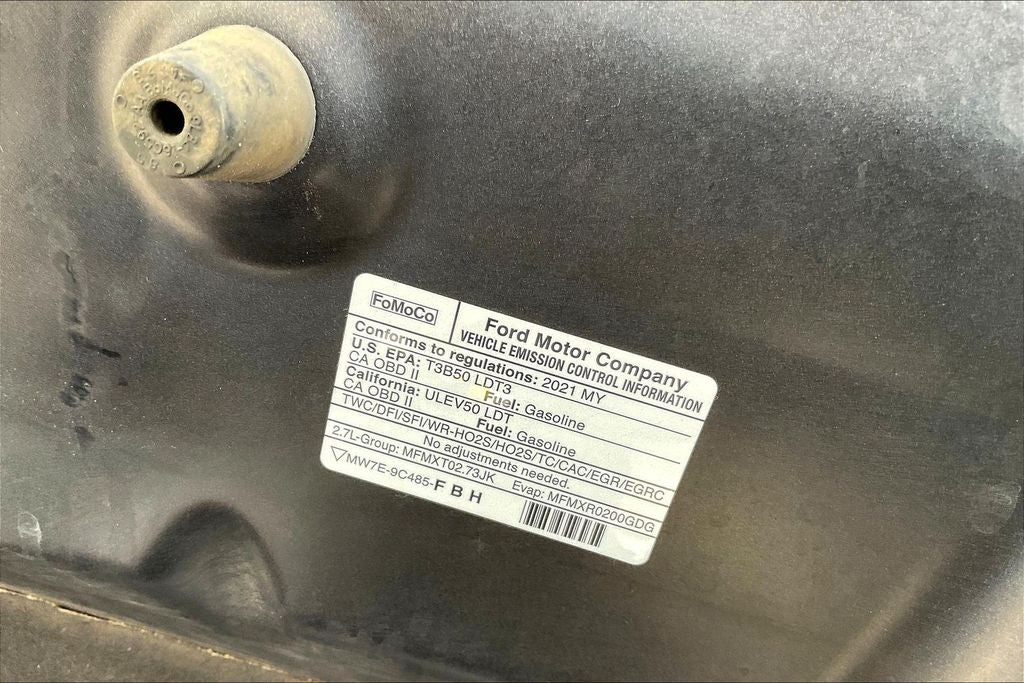 FoMoCo
Ford Motor Company
VEHICLE EMISSION CONTROL INFORMATION
Conforms to regulations: 2021 MY
U.S. EPA: T3B50 LDT3
CA OBD II Fuel: Gasoline
California: ULEV50 LDT
CA OBD II Fuel: Gasoline
TWC/DFI/SFI/WR-HO2S/HO2S/TC/CAC/EGR/EGRC
No adjustments needed.
2.7L-Group: MFMXT02.73JK Evap: MFMXR0200GDG
MW7E-9C485-FBH